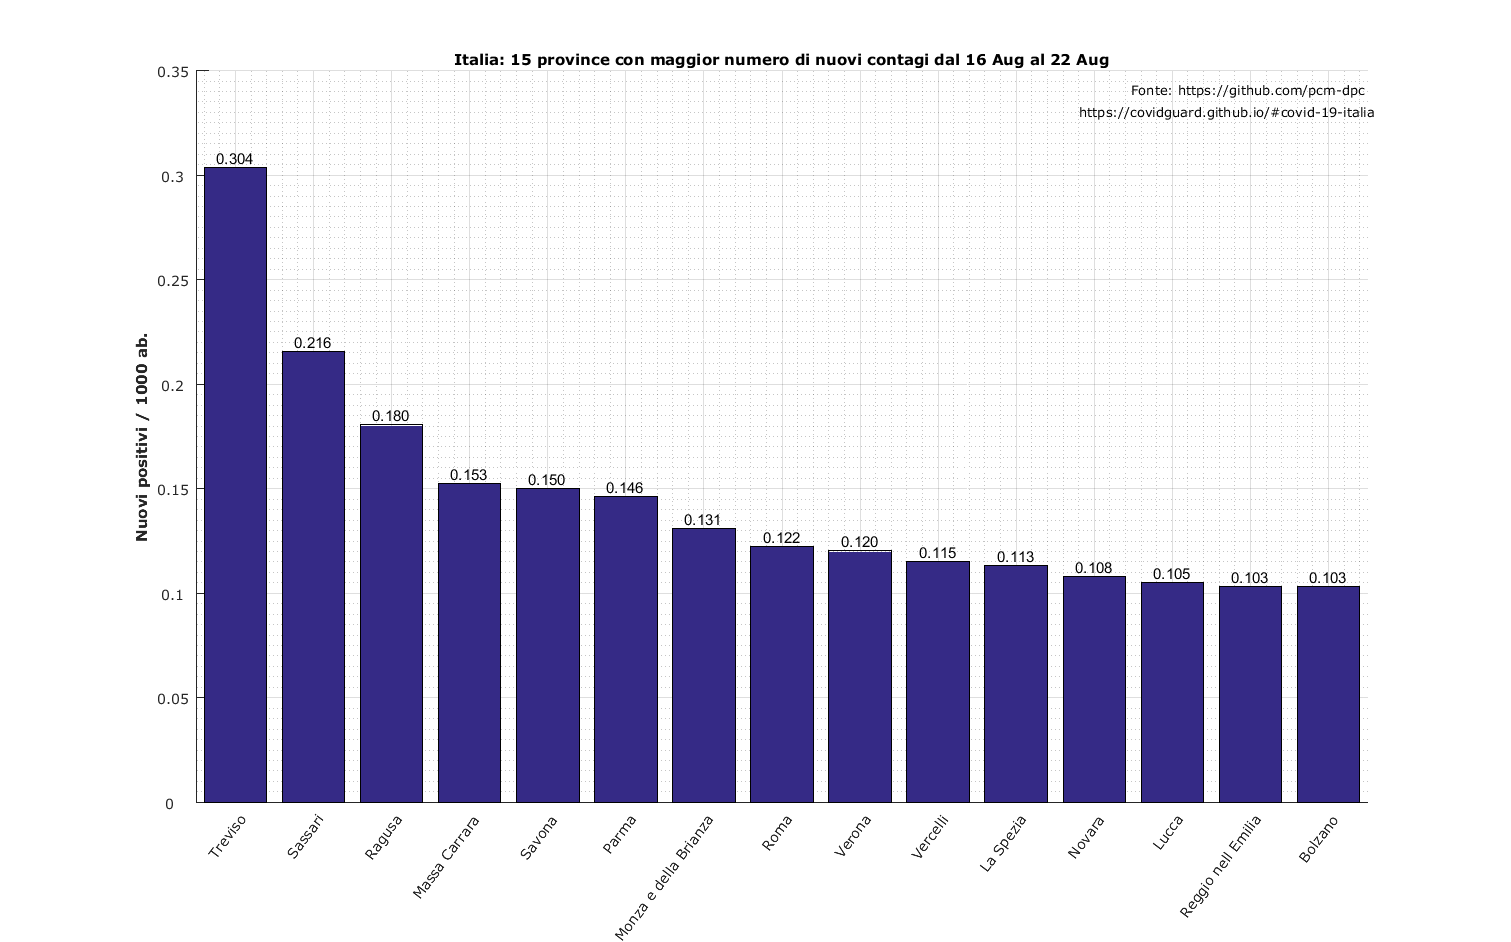 Italia: 15 province con maggior numero di nuovi contagi dal 16 Aug al 22 Aug
Fonte: https://github.com/pcm-dpc
https://covidguard.github.io/#covid-19-italia
Nuovi positivi / 1000 ab.
0.35
0.3
0.25
0.2
0.15
0.1
0.05
0
0.304
0.216
0.180
0.153
0.150
0.146
0.131
0.122
0.120
0.115
0.113
0.108
0.105
0.103
0.103
Treviso
Sassari
Ragusa
Massa Carrara
Savona
Parma
Monza e della Brianza
Roma
Verona
Vercelli
La Spezia
Novara
Lucca
Reggio nell Emilia
Bolzano